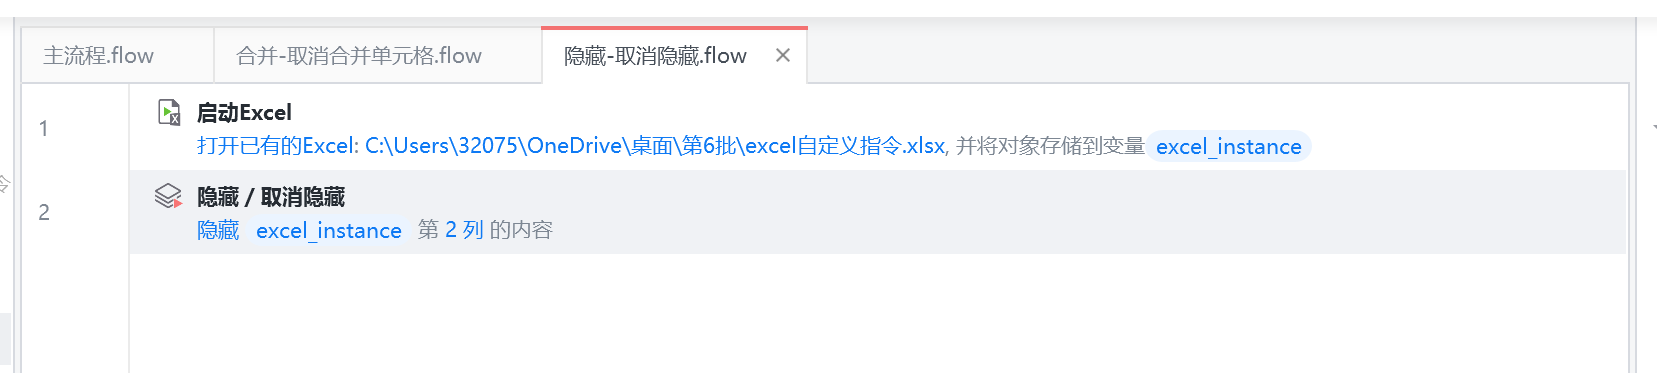 主流程.flow
合并-取消合并单元格.flow
隐藏-取消隐藏.flow
1
启动Excel
打开已有的Excel: C:\Users\32075\OneDrive\桌面\第6批\excel自定义指令.xlsx, 并将对象存储到变量 excel_instance
令
2
隐藏 / 取消隐藏
隐藏 excel_instance 第 2 列 的内容